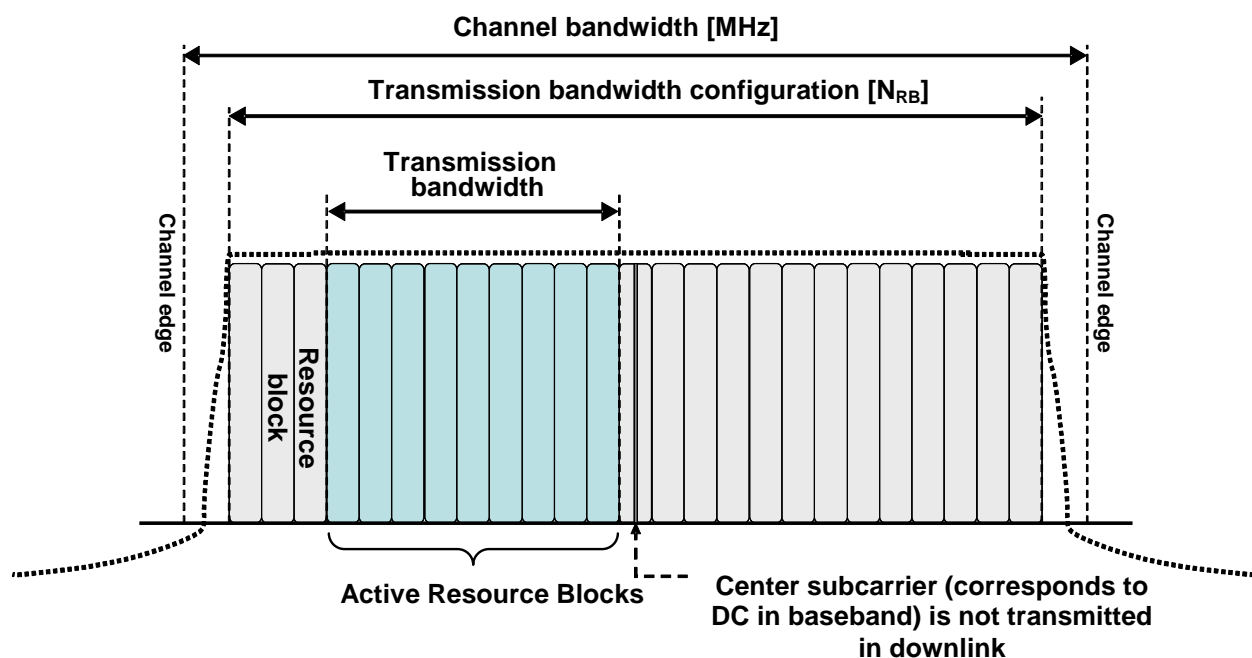 Channel bandwidth [MHz]
Transmission bandwidth configuration [NRB]
Transmission
bandwidth
Channel edge
Channel edge
Resource
block
Active Resource Blocks
Center subcarrier (corresponds to
DC in baseband) is not transmitted
in downlink